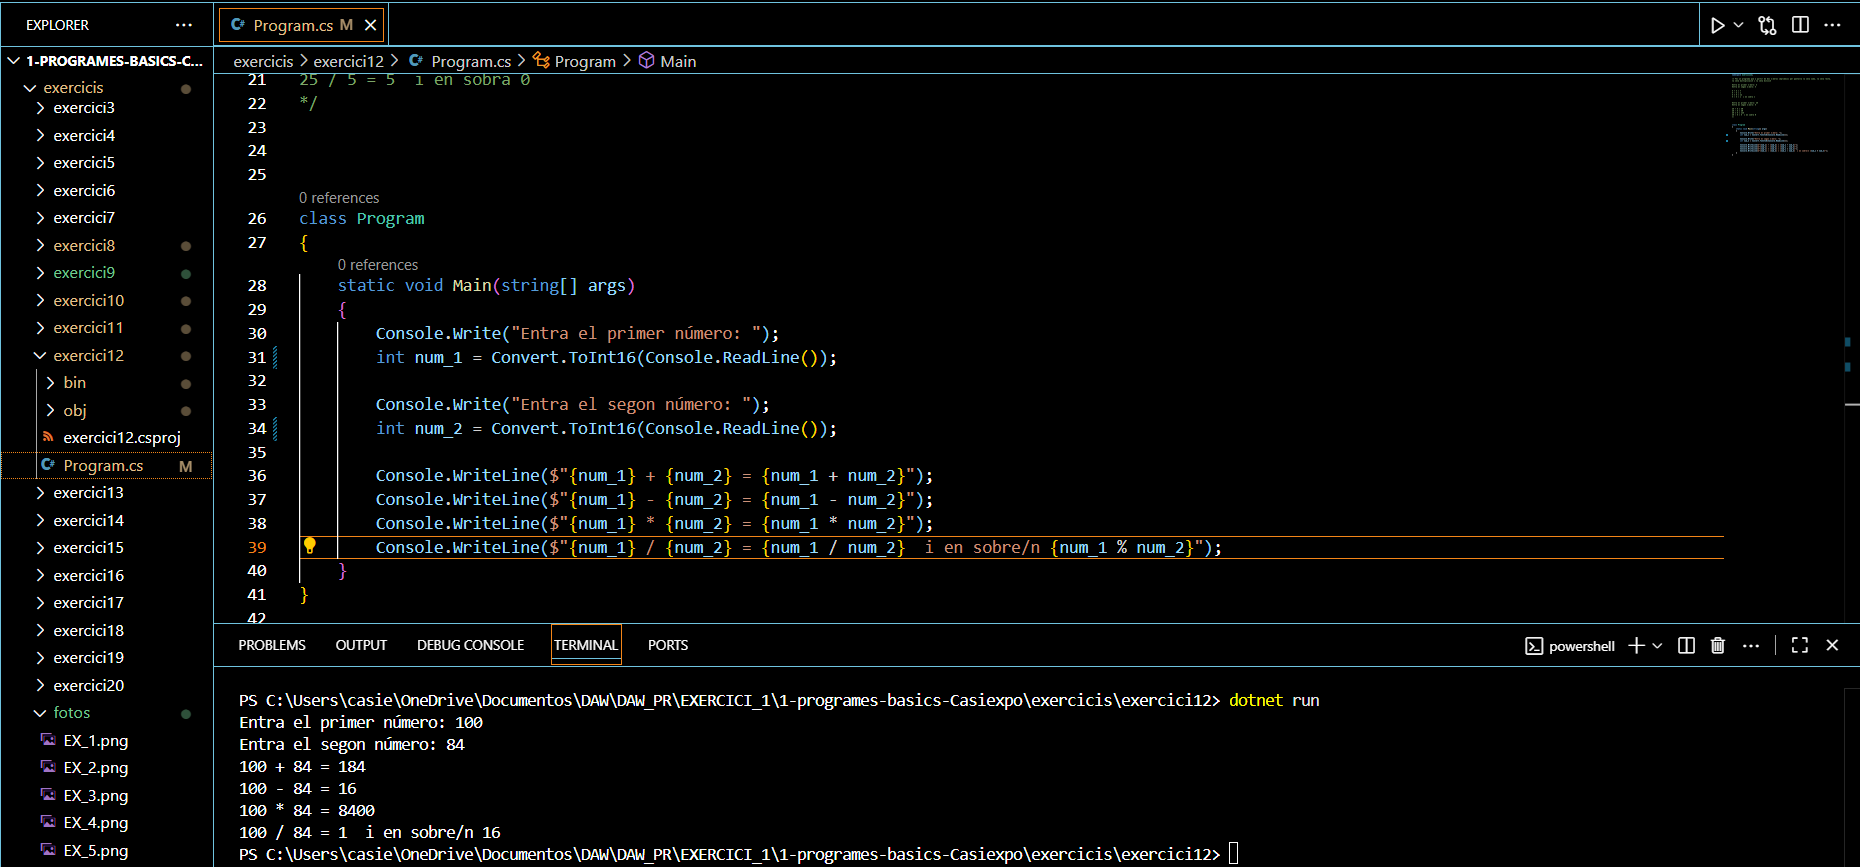 EXPLORER
Program.cs M
1-PROGRAMES-BASICS-C...
exercicis
exercici3
exercici4
exercici5
exercici6
exercici7
exercici8
exercici9
exercici10
exercici11
exercici12
bin
obj
exercici12.csproj
Program.cs M
exercici13
exercici14
exercici15
exercici16
exercici17
exercici18
exercici19
exercici20
fotos
EX_1.png
EX_2.png
EX_3.png
EX_4.png
EX_5.png
exercicis > exercici12 > Program.cs > Program > Main
21 25 / 5 = 5  i en sobra 0
22 */
23
24
25
0 references
26 class Program
27 {
0 references
28 static void Main(string[] args)
29 {
30 Console.Write("Entra el primer número: ");
31 int num_1 = Convert.ToInt16(Console.ReadLine());
32
33 Console.Write("Entra el segon número: ");
34 int num_2 = Convert.ToInt16(Console.ReadLine());
35
36 Console.WriteLine($"{num_1} + {num_2} = {num_1 + num_2}");
37 Console.WriteLine($"{num_1} - {num_2} = {num_1 - num_2}");
38 Console.WriteLine($"{num_1} * {num_2} = {num_1 * num_2}");
39 Console.WriteLine($"{num_1} / {num_2} = {num_1 / num_2}  i en sobre/n {num_1 % num_2}");
40 }
41 }
42
PROBLEMS OUTPUT DEBUG CONSOLE TERMINAL PORTS
powershell
PS C:\Users\casie\OneDrive\Documentos\DAW\DAW_PR\EXERCICI_1\1-programes-basics-Casiexpo\exercicis\exercici12> dotnet run
Entra el primer número: 100
Entra el segon número: 84
100 + 84 = 184
100 - 84 = 16
100 * 84 = 8400
100 / 84 = 1  i en sobre/n 16
PS C:\Users\casie\OneDrive\Documentos\DAW\DAW_PR\EXERCICI_1\1-programes-basics-Casiexpo\exercicis\exercici12>